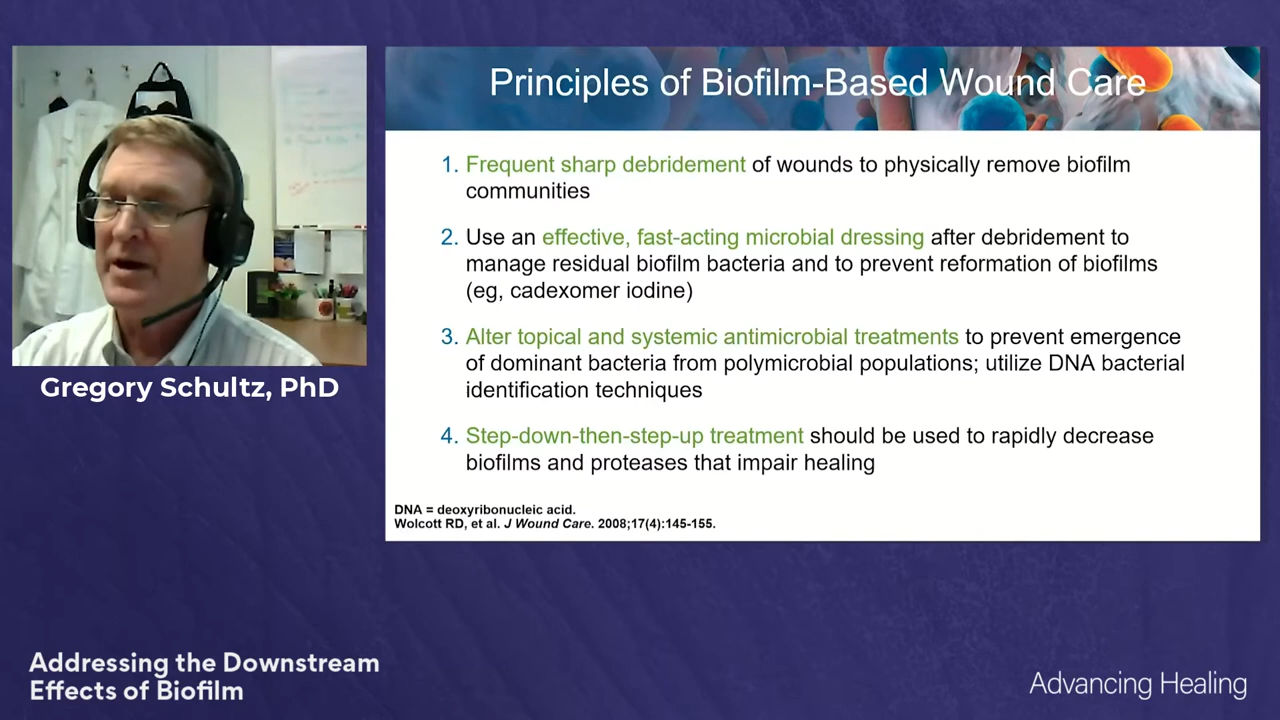 Principles of Biofilm-Based Wound Care
1. Frequent sharp debridement of wounds to physically remove biofilm
communities
2. Use an effective, fast-acting microbial dressing after debridement to
manage residual biofilm bacteria and to prevent reformation of biofilms
(eg, cadexomer iodine)
3. Alter topical and systemic antimicrobial treatments to prevent emergence
of dominant bacteria from polymicrobial populations; utilize DNA bacterial
identification techniques
4. Step-down-then-step-up treatment should be used to rapidly decrease
biofilms and proteases that impair healing
DNA = deoxyribonucleic acid.
Wolcott RD, et al. J Wound Care. 2008;17(4):145-155.
Gregory Schultz, PhD
Addressing the Downstream
Effects of Biofilm
Advancing Healing